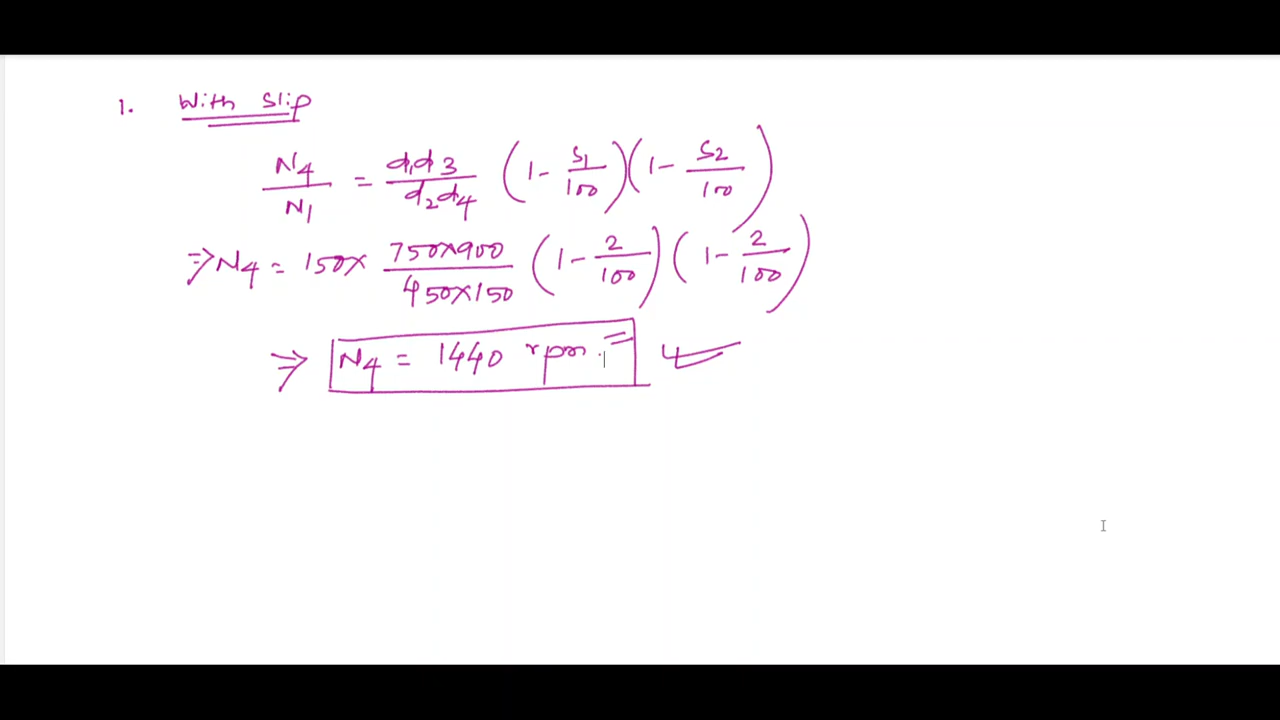 1. With Slip
N₄/N₁ = d₁d₃/d₂d₄ (1 - S₁/100)(1 - S₂/100)
⇒ N₄ = 150 × 750×900/450×150 (1 - 2/100)(1 - 2/100)
⇒ N₄ = 1440 rpm.